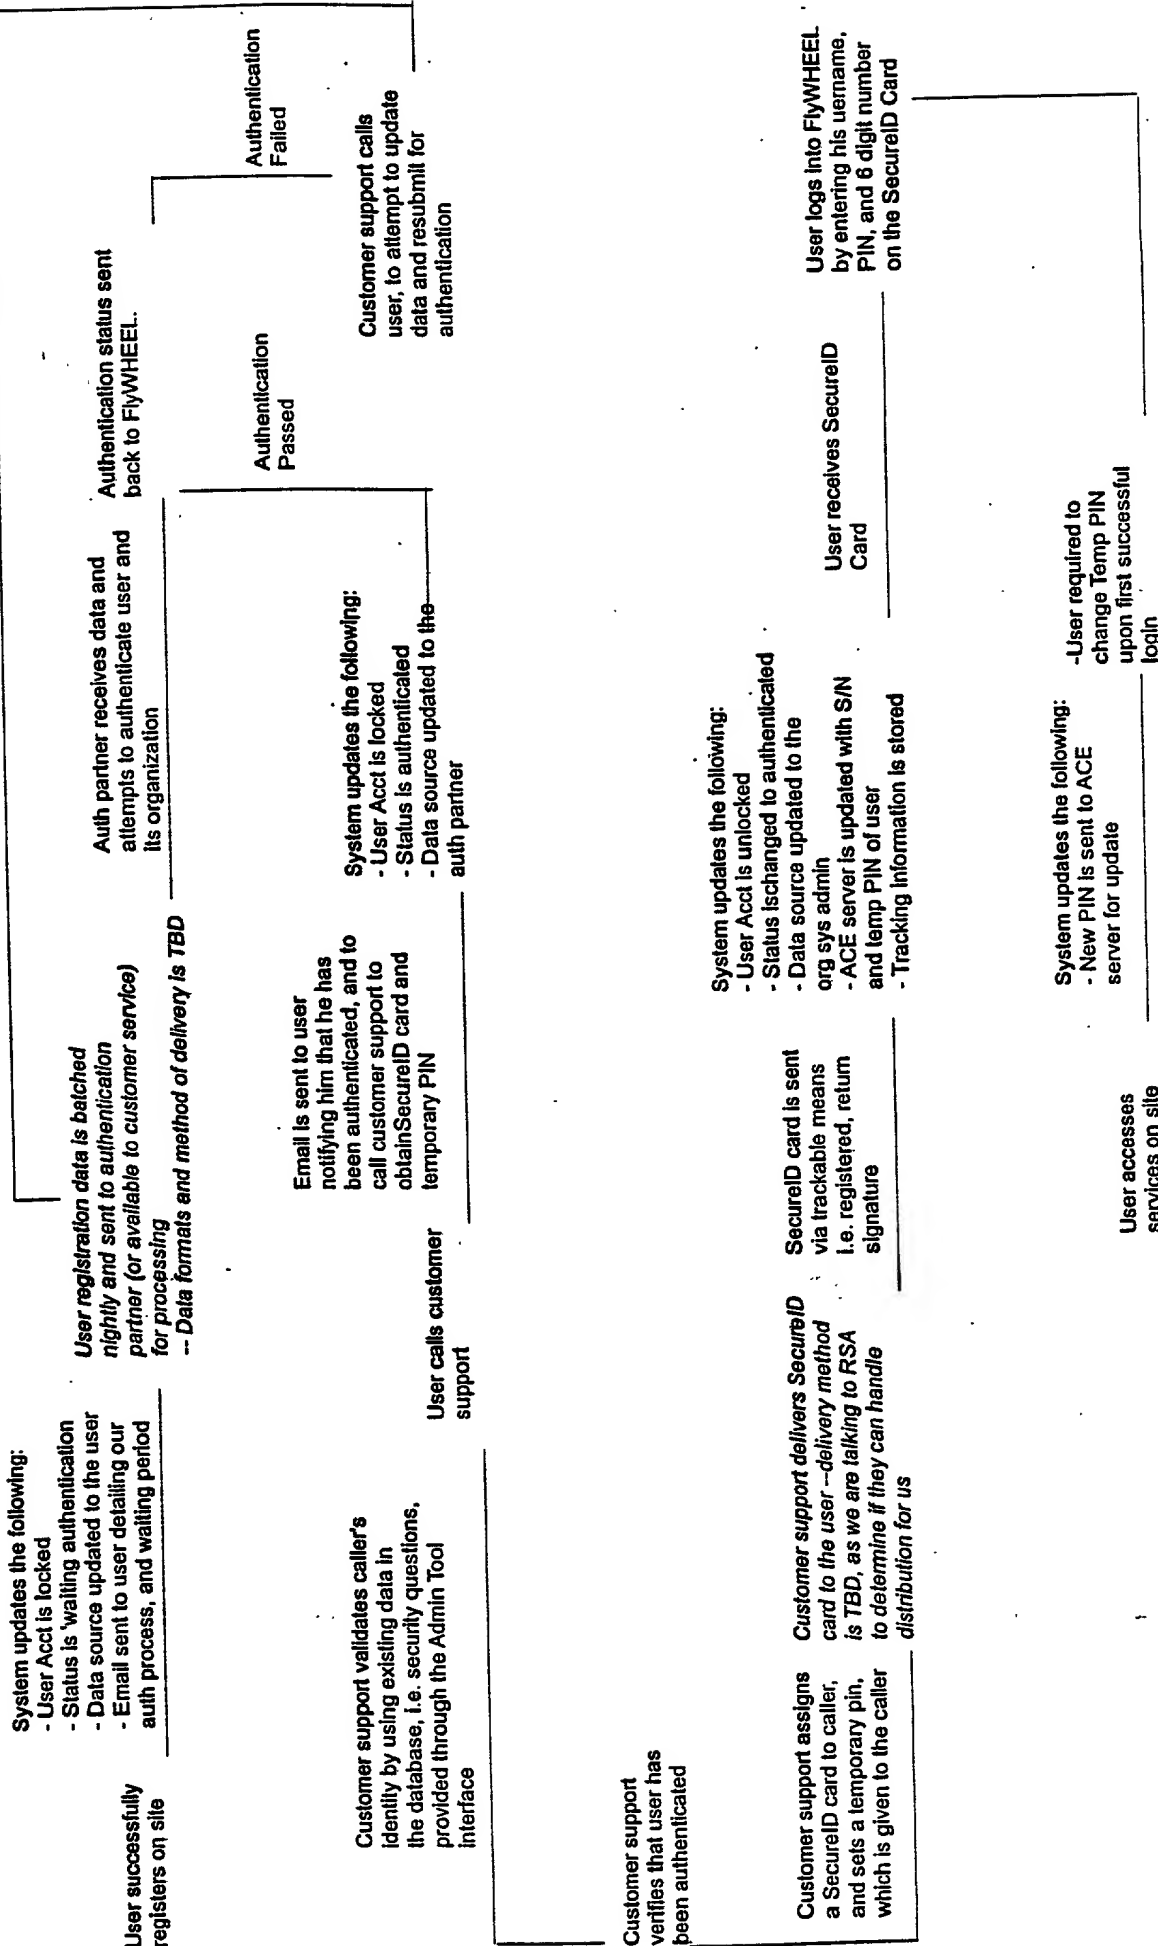 User successfully
registers on site
System updates the following:
- User Acct is locked
- Status is 'waiting authentication
- Data source updated to the user
- Email sent to user detailing our
auth process, and waiting period
User registration data is batched
nightly and sent to authentication
partner (or available to customer service)
for processing
-- Data formats and method of delivery is TBD
Auth partner receives data and
attempts to authenticate user and
its organization
Authentication status sent
back to FlyWHEEL.
Authentication
Failed
Authentication
Passed
Customer support calls
user, to attempt to update
data and resubmit for
authentication
System updates the following:
- User Acct is locked
- Status is authenticated
- Data source updated to the
auth partner
Email is sent to user
notifying him that he has
been authenticated, and to
call customer support to
obtainSecureID card and
temporary PIN
User calls customer
support
Customer support validates caller's
identity by using existing data in
the database, i.e. security questions,
provided through the Admin Tool
interface
Customer support
verifies that user has
been authenticated
Customer support assigns
a SecureID card to caller,
and sets a temporary pin,
which is given to the caller
Customer support delivers SecureID
card to the user --delivery method
is TBD, as we are talking to RSA
to determine if they can handle
distribution for us
SecureID card is sent
via trackable means
i.e. registered, return
signature
System updates the following:
- User Acct is unlocked
- Status ischanged to authenticated
- Data source updated to the
org sys admin
- ACE server is updated with S/N
and temp PIN of user
- Tracking information is stored
User receives SecureID
Card
User logs into FlyWHEEL
by entering his uername,
PIN, and 6 digit number
on the SecureID Card
-User required to
change Temp PIN
upon first successful
login
System updates the following:
- New PIN is sent to ACE
server for update
User accesses
services on site